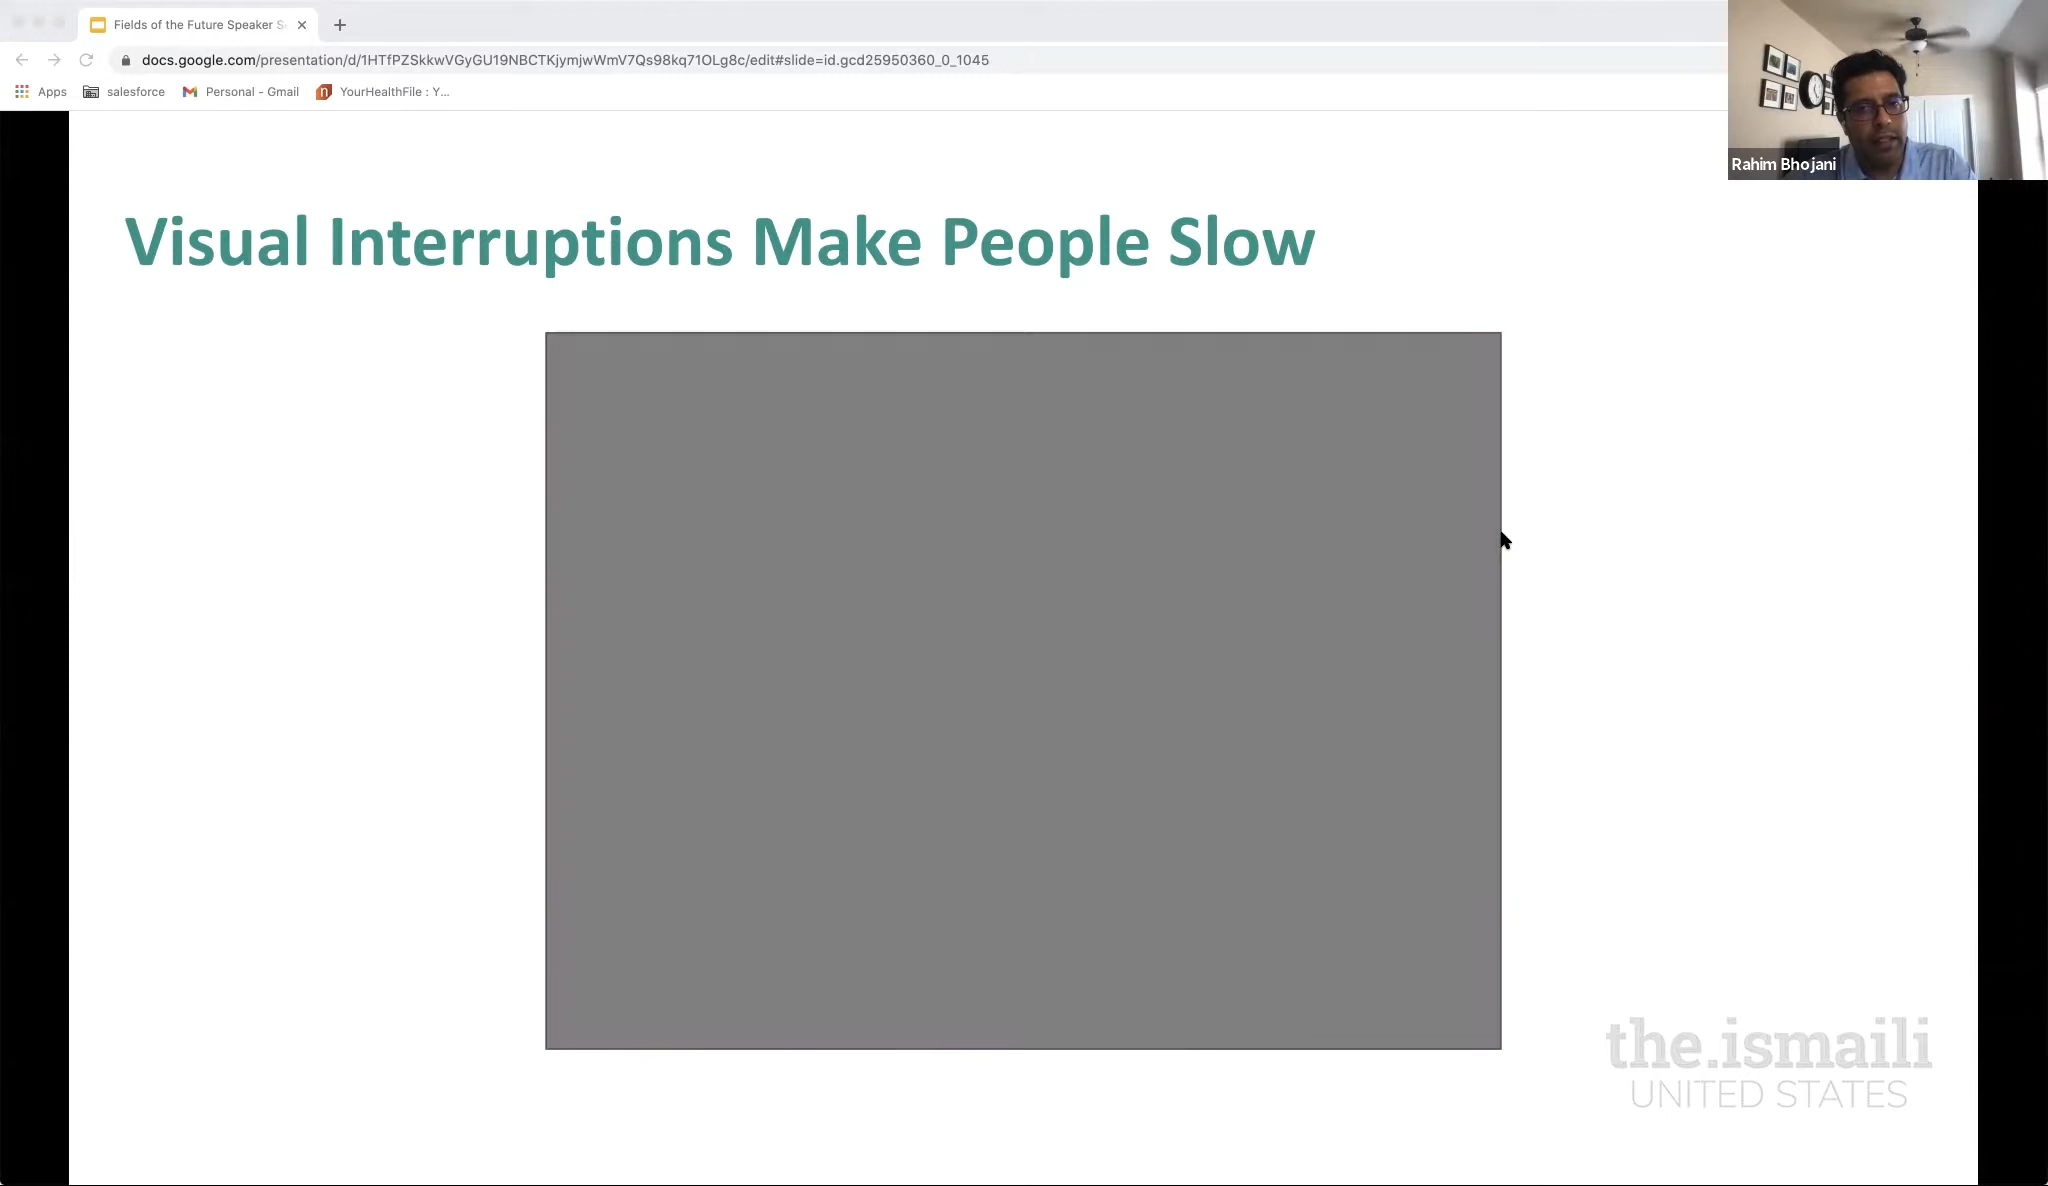 Fields of the Future Speaker S
docs.google.com/presentation/d/1HTfPZSkkwVGyGU19NBCTKjymjwWmV7Qs98kq71OLg8c/edit#slide=id.gcd25950360_0_1045
Apps salesforce Personal - Gmail YourHealthFile : Y...
Rahim Bhojani
Visual Interruptions Make People Slow
the.ismaili
UNITED STATES